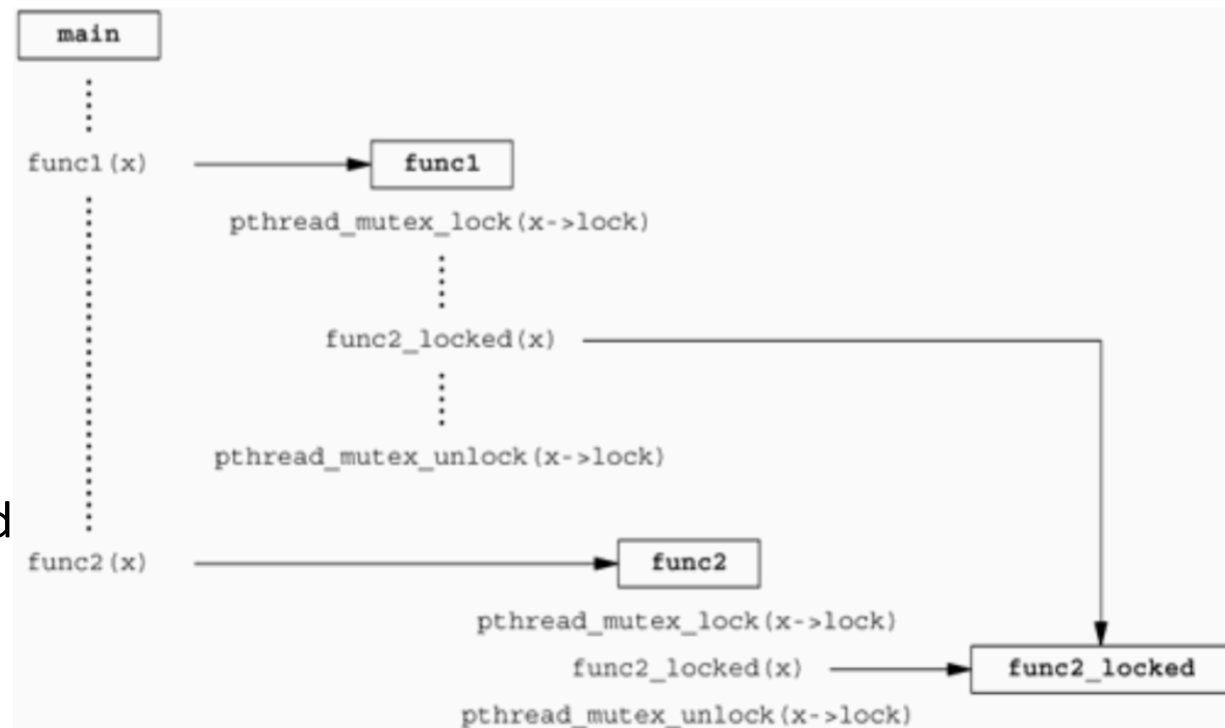 main
func1(x)
func1
pthread_mutex_lock(x->lock)
func2_locked(x)
pthread_mutex_unlock(x->lock)
d
func2(x)
func2
pthread_mutex_lock(x->lock)
func2_locked(x)
func2_locked
pthread_mutex_unlock(x->lock)